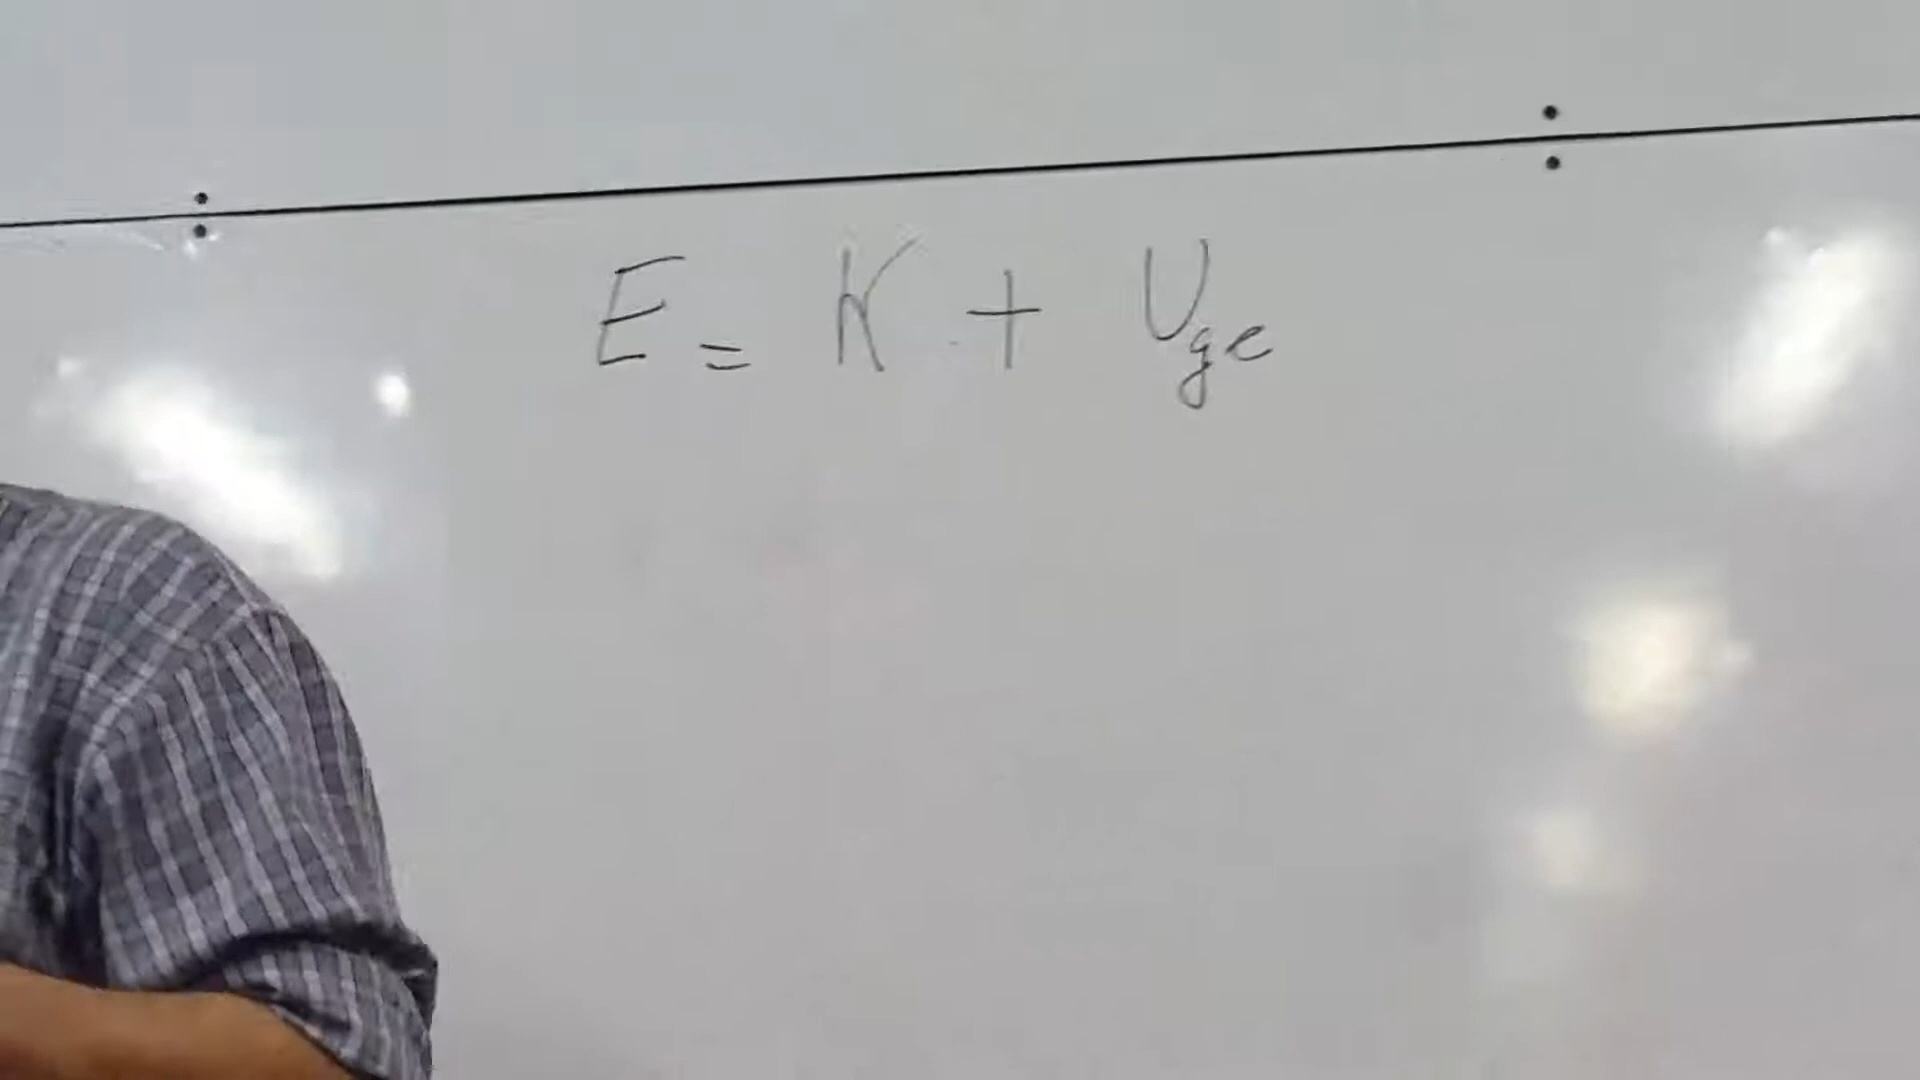 E = K + Uge